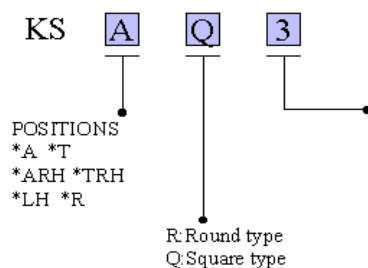 KS A Q 3
POSITIONS
*A *T
*ARH *TRH
*LH *R
R:Round type
Q:Square type